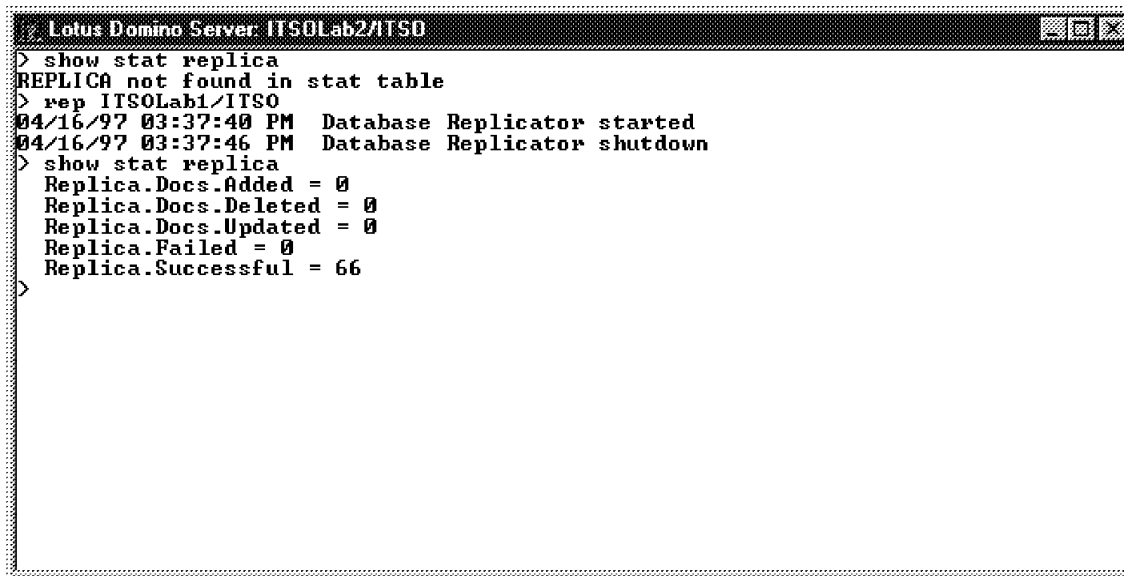 Lotus Domino Server: ITSOLab2/ITSO
> show stat replica
REPLICA not found in stat table
> rep ITSOLab1/ITSO
04/16/97 03:37:40 PM  Database Replicator started
04/16/97 03:37:46 PM  Database Replicator shutdown
> show stat replica
  Replica.Docs.Added = 0
  Replica.Docs.Deleted = 0
  Replica.Docs.Updated = 0
  Replica.Failed = 0
  Replica.Successful = 66
>